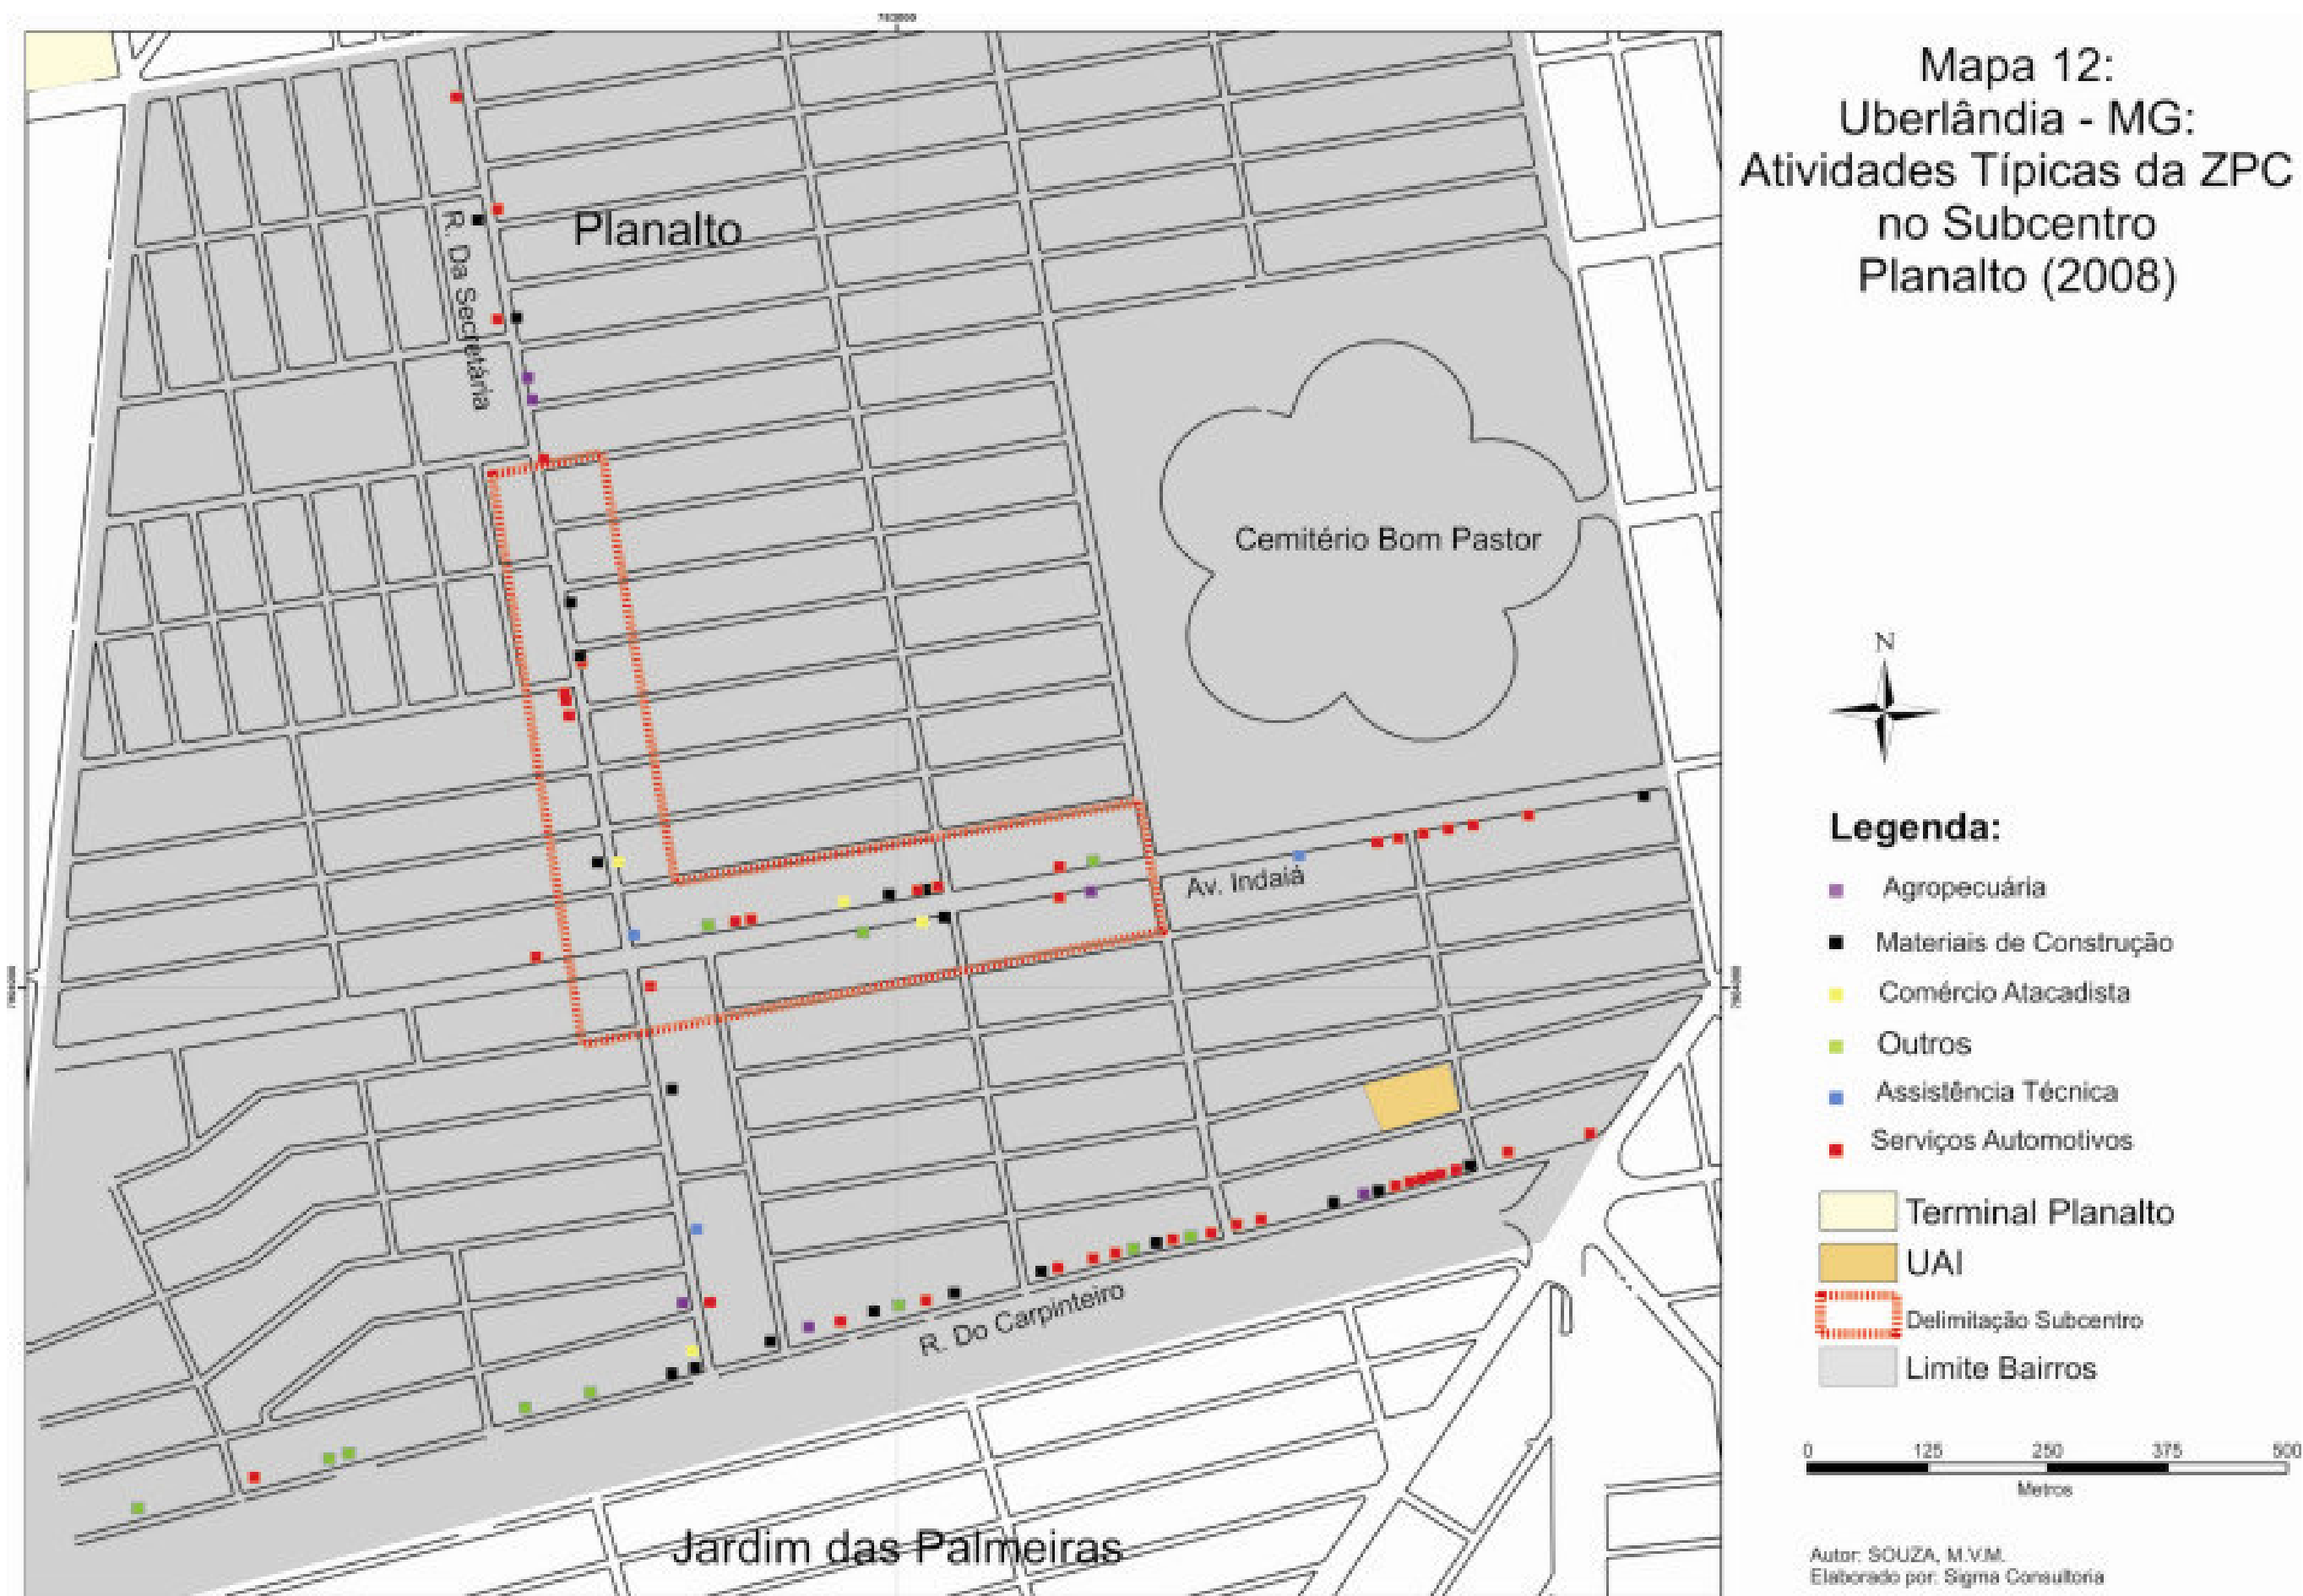 Mapa 12:
Uberlândia - MG:
Atividades Típicas da ZPC
no Subcentro
Planalto (2008)
Planalto
R. Da Secretária
Cemitério Bom Pastor
Av. Indaiá
R. Do Carpinteiro
Jardim das Palmeiras
N
Legenda:
Agropecuária
Materiais de Construção
Comércio Atacadista
Outros
Assistência Técnica
Serviços Automotivos
Terminal Planalto
UAI
Delimitação Subcentro
Limite Bairros
0 125 250 375 500
Metros
Autor: SOUZA, M.V.M.
Elaborado por: Sigma Consultoria